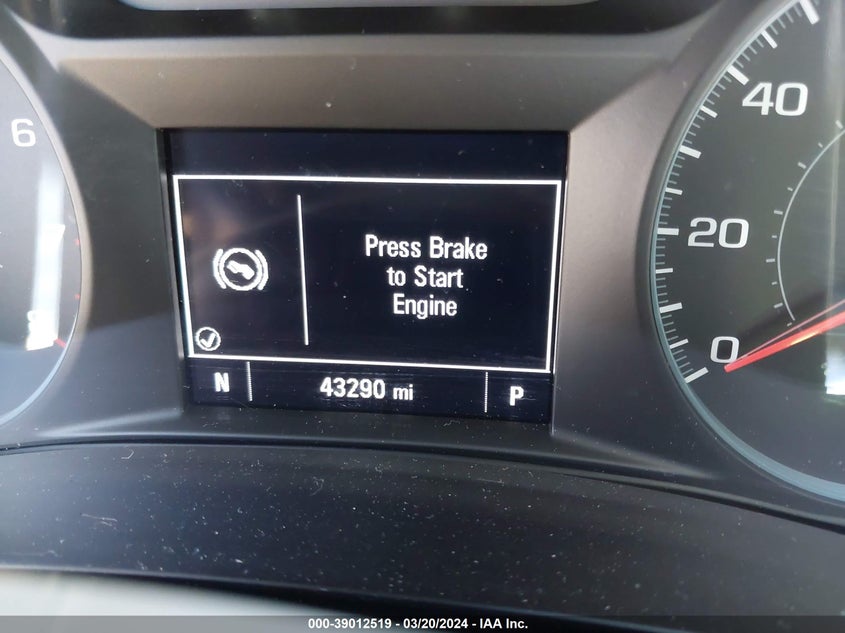 6
40
20
0
Press Brake
to Start
Engine
N 43290 mi P
000-39012519 - 03/20/2024 - IAA Inc.